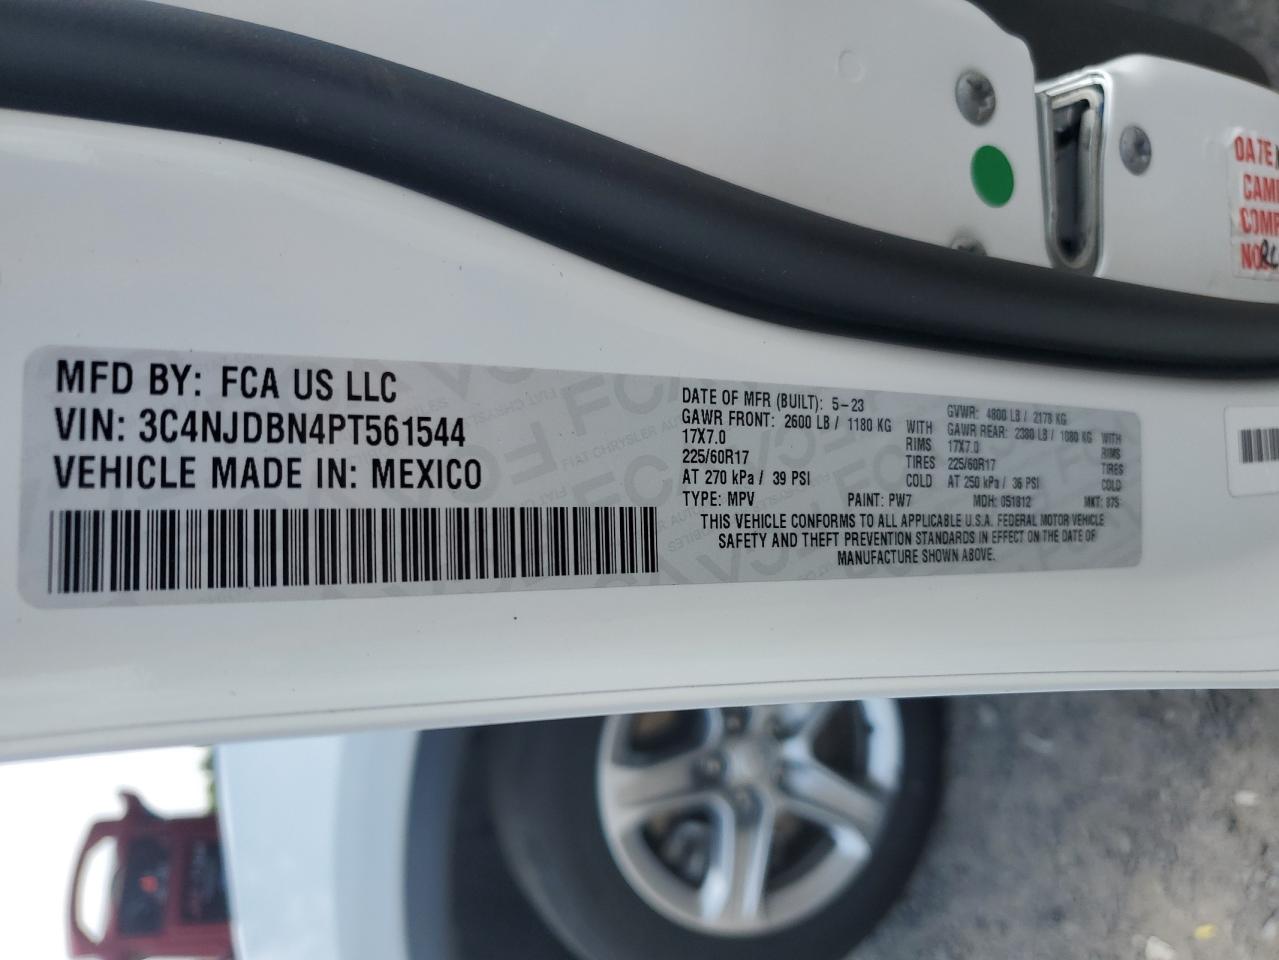 MFD BY: FCA US LLC
VIN: 3C4NJDBN4PT561544
VEHICLE MADE IN: MEXICO
DATE OF MFR (BUILT): 5-23 GVWR: 4800 LB / 2178 KG
GAWR FRONT: 2600 LB / 1180 KG WITH GAWR REAR: 2380 LB / 1080 KG WITH
17X7.0 RIMS 17X7.0 RIMS
225/60R17 TIRES 225/60R17 TIRES
AT 270 kPa / 39 PSI COLD AT 250 kPa / 36 PSI COLD
TYPE: MPV PAINT: PW7 MDH: 051812 MKT: 375
THIS VEHICLE CONFORMS TO ALL APPLICABLE U.S.A. FEDERAL MOTOR VEHICLE
SAFETY AND THEFT PREVENTION STANDARDS IN EFFECT ON THE DATE OF
MANUFACTURE SHOWN ABOVE.